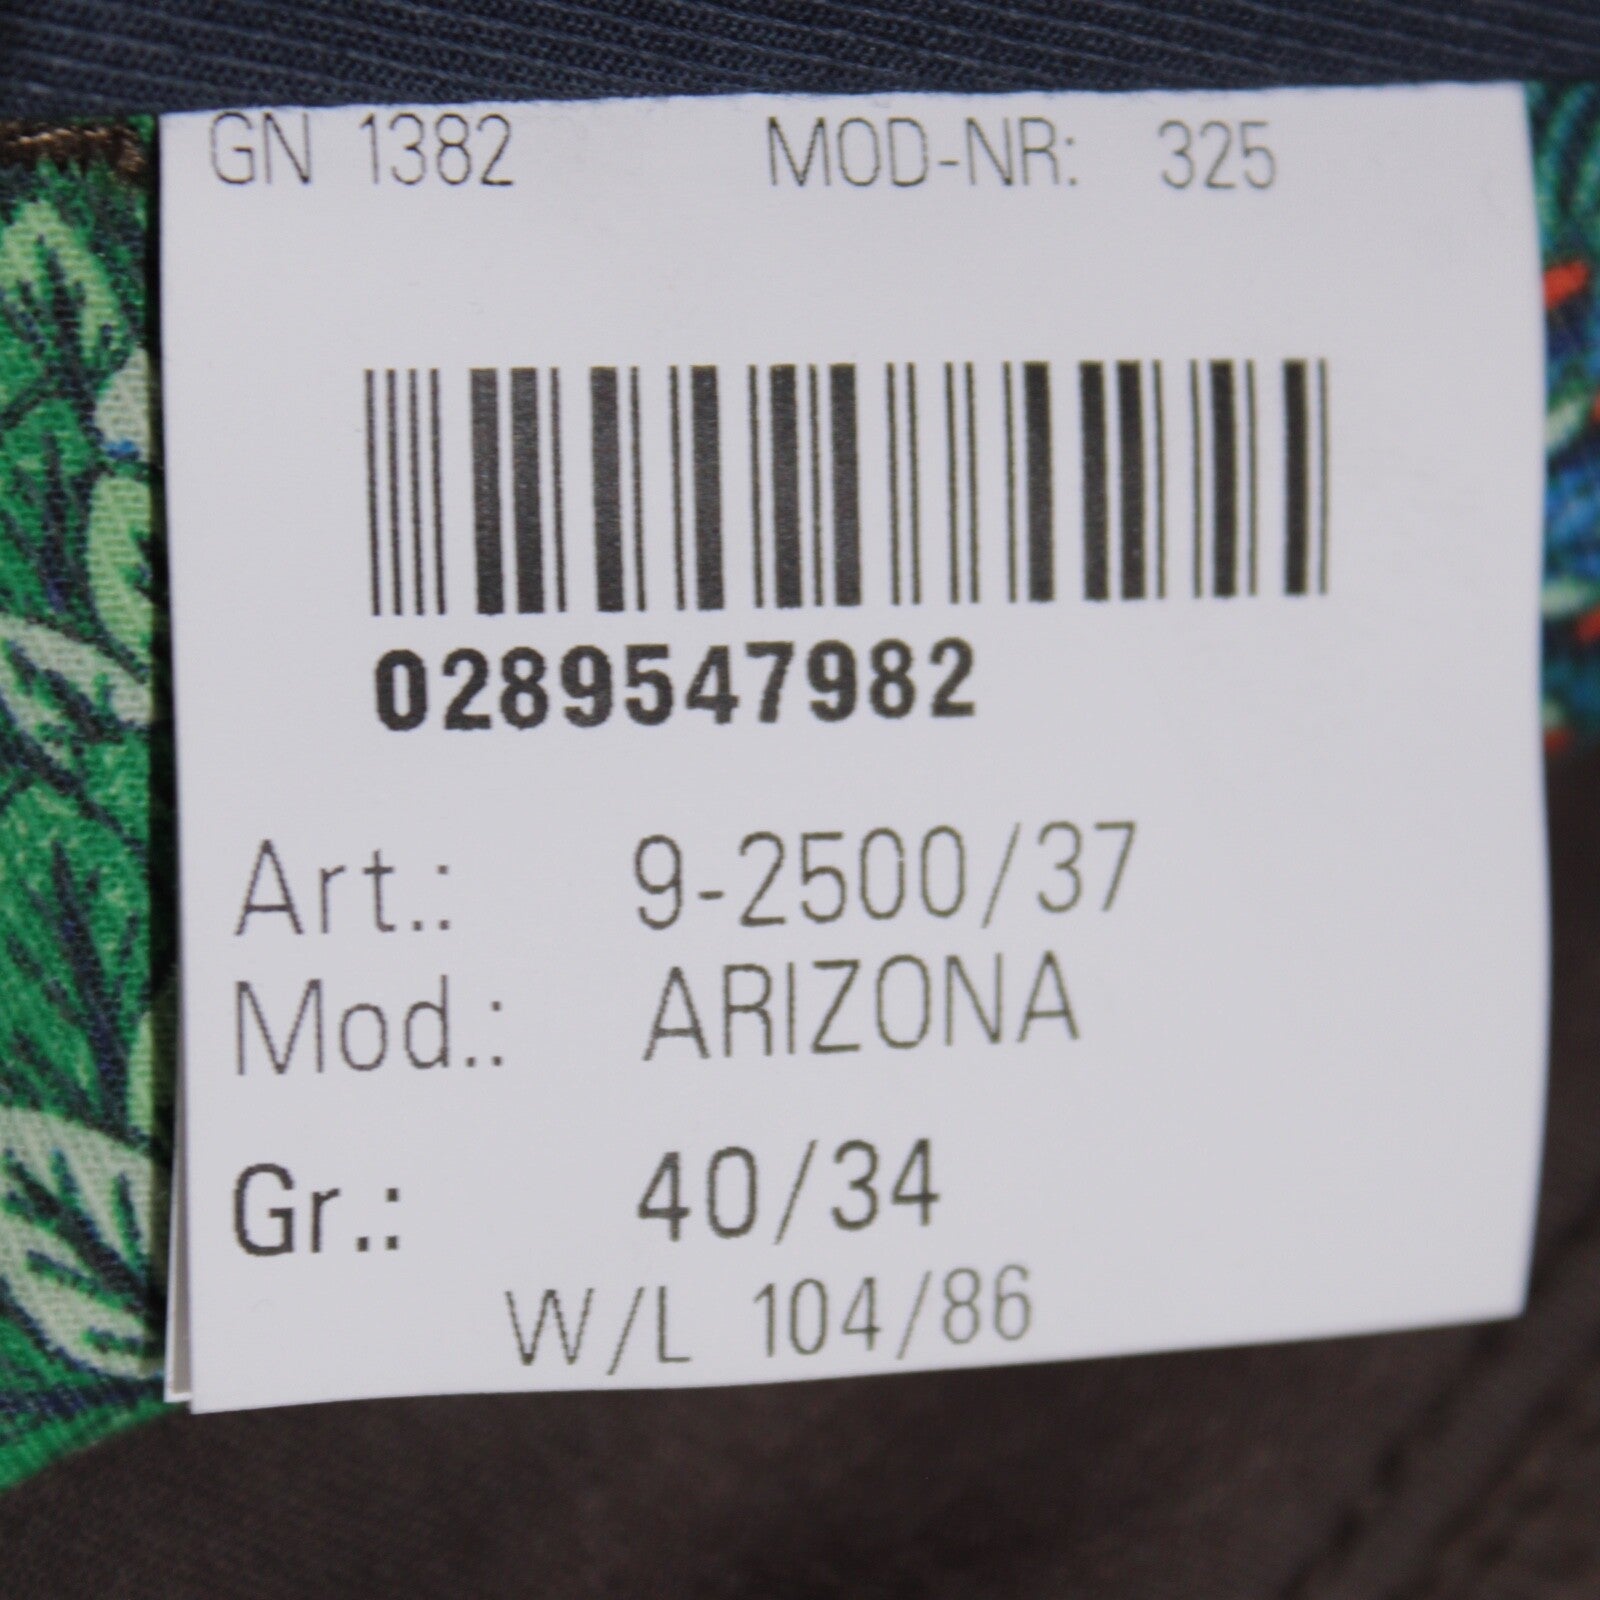 GN 1382 MOD-NR: 325
0289547982
Art.: 9-2500/37
Mod.: ARIZONA
Gr.: 40/34
W/L 104/86